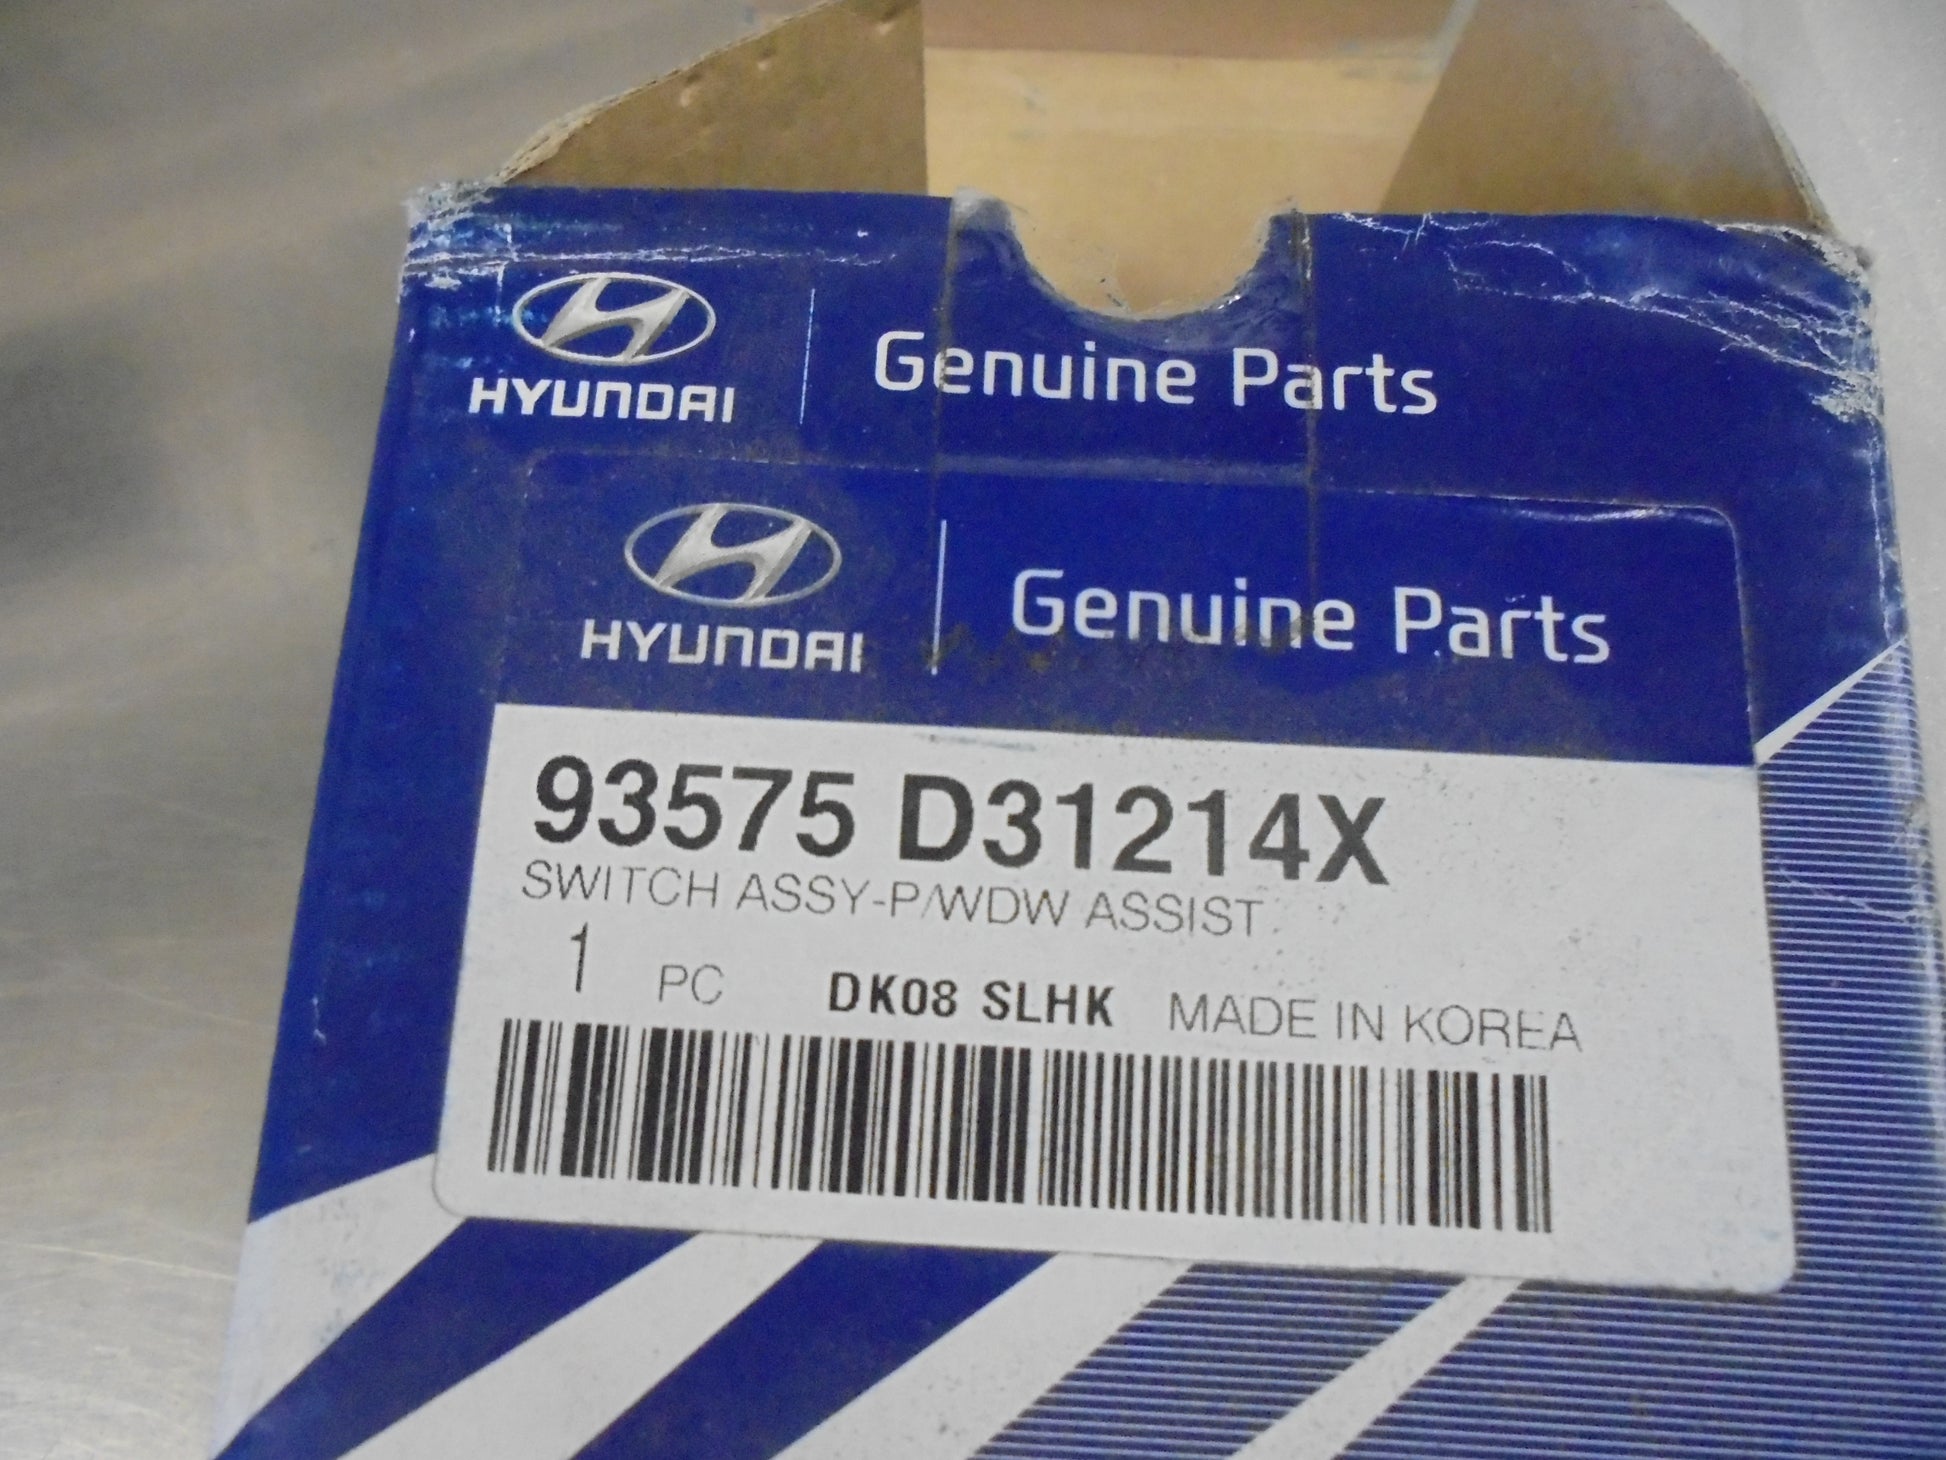 HYUNDAI Genuine Parts
HYUNDAI Genuine Parts
93575 D31214X
SWITCH ASSY-P/WDW ASSIST
1 PC DK08 SLHK MADE IN KOREA